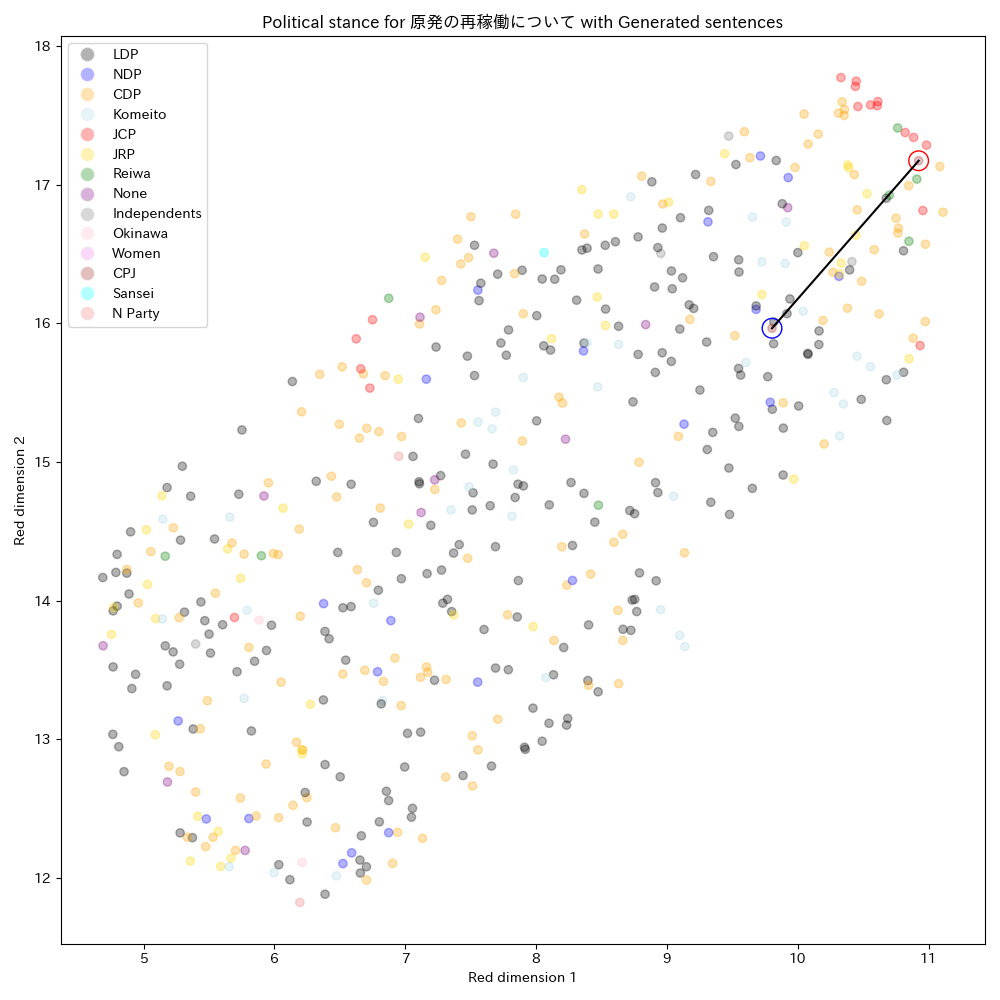 Political stance for 原発の再稼働について with Generated sentences
LDP
NDP
CDP
Komeito
JCP
JRP
Reiwa
None
Independents
Okinawa
Women
CPJ
Sansei
N Party
18
17
16
15
14
13
12
Red dimension 2
5 6 7 8 9 10 11
Red dimension 1